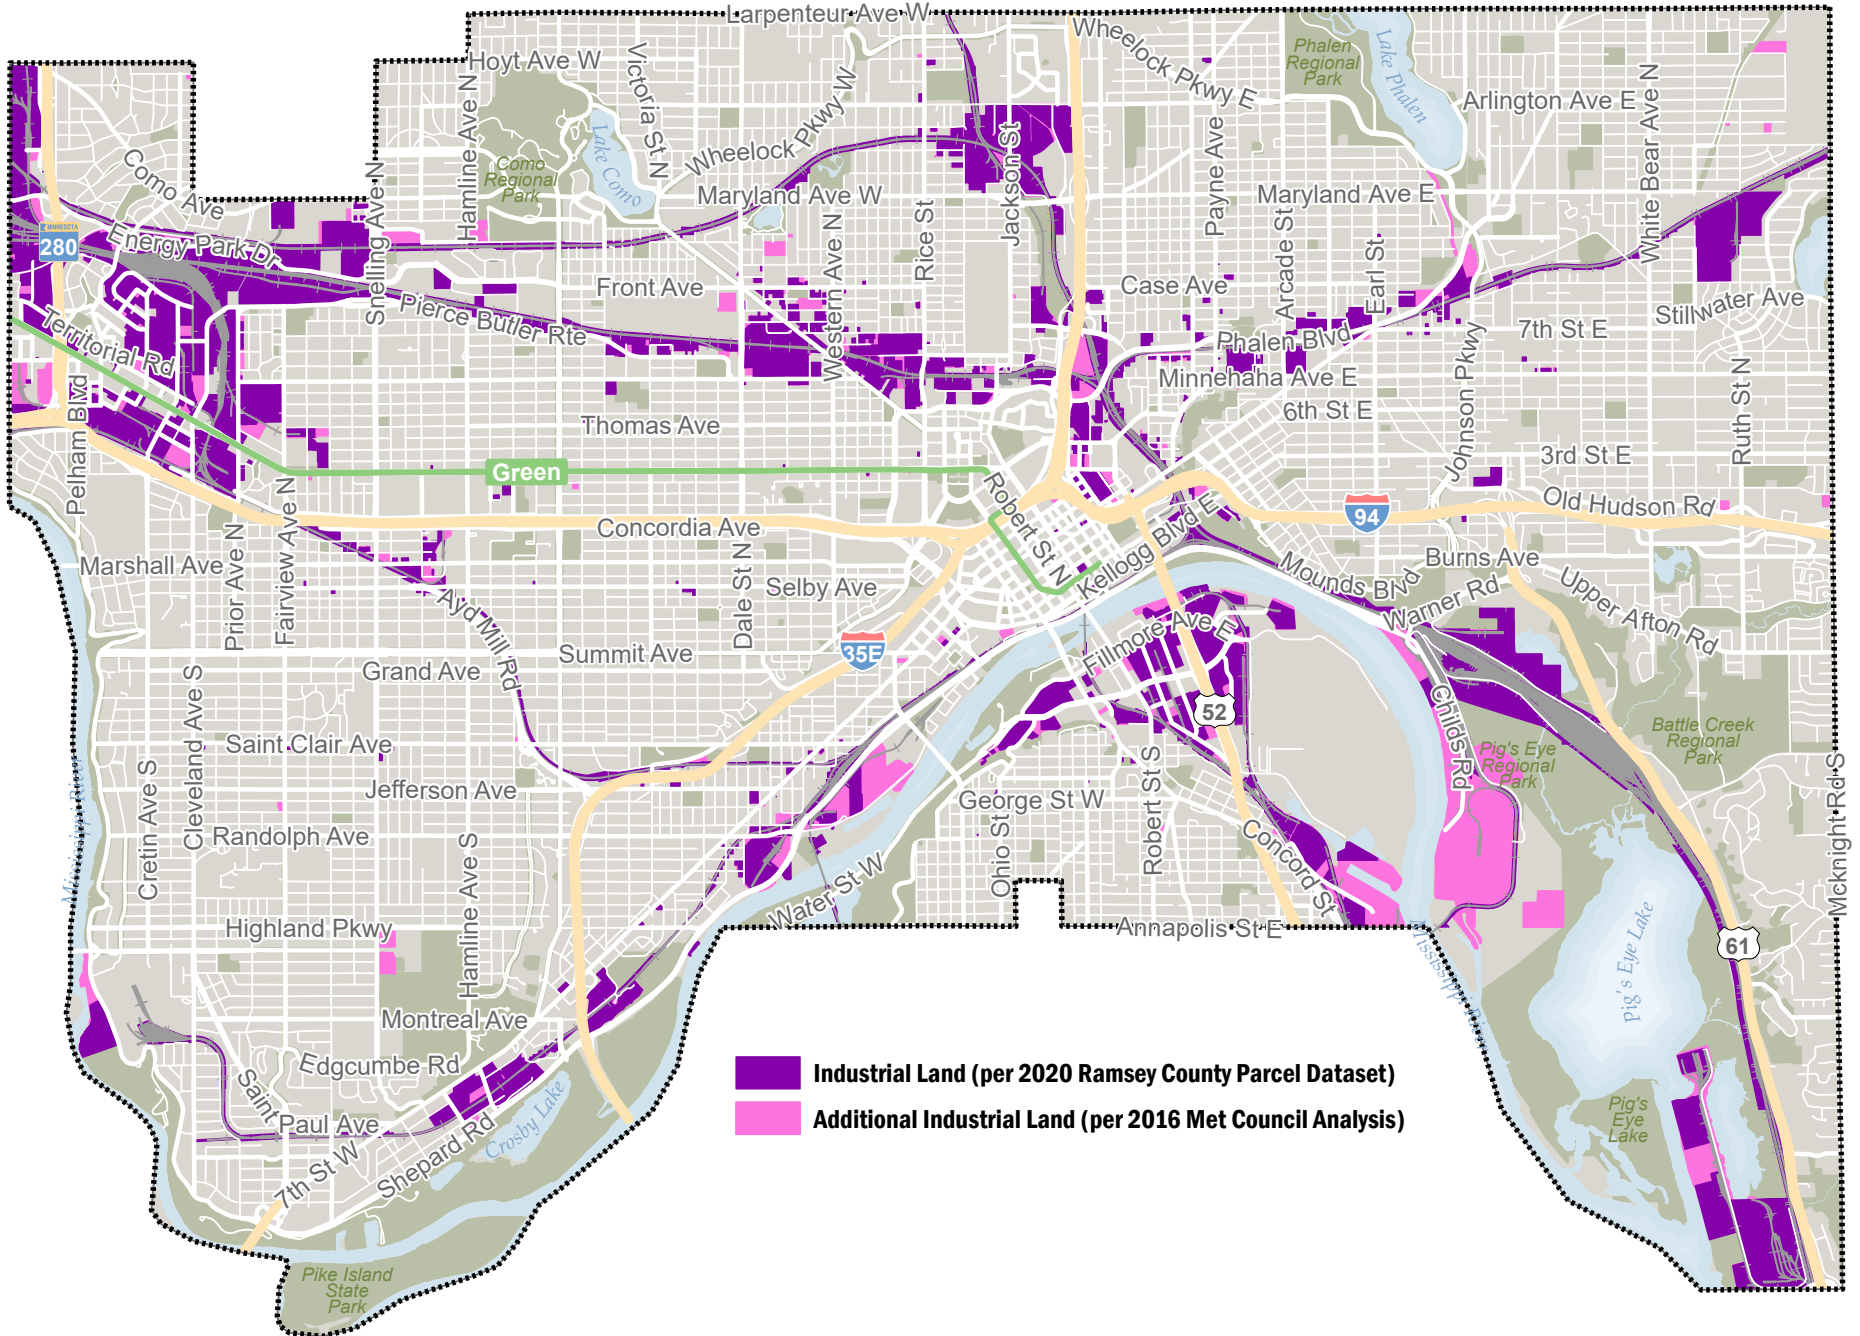 Larpenteur Ave W
Hoyt Ave W
Victoria St N
Wheelock Pkwy E
Phalen
Regional
Park
Lake Phalen
Arlington Ave E
White Bear Ave N
Hamline Ave N
Como Ave
Como
Regional
Park
Lake Como
Wheelock Pkwy W
Maryland Ave W
Jackson St
Payne Ave
Maryland Ave E
Snelling Ave N
MINNESOTA
280
Energy Park Dr
Front Ave
Western Ave N
Rice St
Case Ave
Arcade St
Earl St
Stillwater Ave
Territorial Rd
Pierce Butler Rte
Phalen Blvd
7th St E
Minnehaha Ave E
Johnson Pkwy
Ruth St N
Pelham Blvd
Thomas Ave
6th St E
Green
3rd St E
Robert St N
Fairview Ave N
Concordia Ave
94
Old Hudson Rd
Prior Ave N
Marshall Ave
Dale St N
Selby Ave
Kellogg Blvd E
Mounds Blvd
Burns Ave
Warner Rd
Upper Afton Rd
Ayd Mill Rd
Summit Ave
35E
Fillmore Ave E
Grand Ave
Cleveland Ave S
52
Childs Rd
Battle Creek
Regional
Park
Saint Clair Ave
Pig's Eye
Regional
Park
Mississippi River
Cretin Ave S
Jefferson Ave
George St W
Ohio St
Robert St S
Concord St
Mcknight Rd S
Randolph Ave
Hamline Ave S
Water St W
Highland Pkwy
Annapolis St E
Mississippi River
Pig's Eye Lake
61
Montreal Ave
Edgcumbe Rd
Saint
Paul Ave
Crosby Lake
Shepard Rd
7th St W
Industrial Land (per 2020 Ramsey County Parcel Dataset)
Additional Industrial Land (per 2016 Met Council Analysis)
Pig's
Eye
Lake
Pike Island
State
Park